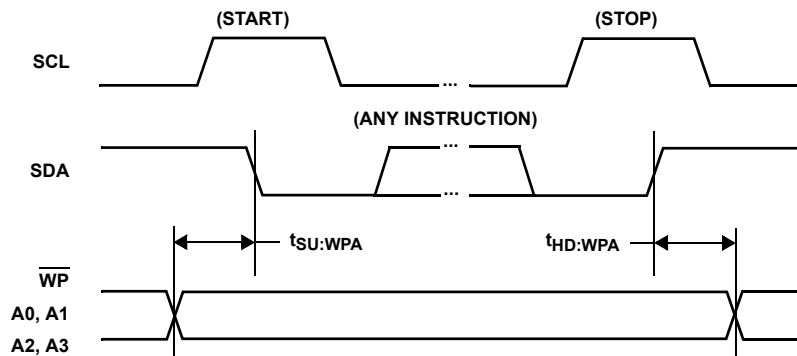 (START) (STOP)
SCL
...
(ANY INSTRUCTION)
...
SDA
...
tSU:WPA tHD:WPA
WP
A0, A1
A2, A3